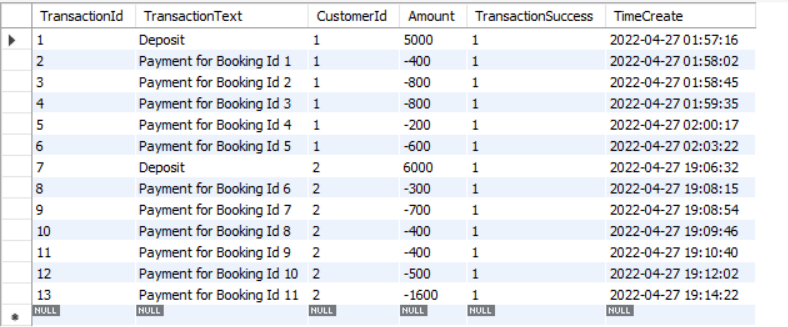 TransactionId TransactionText CustomerId Amount TransactionSuccess TimeCreate
1 Deposit 1 5000 1 2022-04-27 01:57:16
2 Payment for Booking Id 1 1 -400 1 2022-04-27 01:58:02
3 Payment for Booking Id 2 1 -800 1 2022-04-27 01:58:45
4 Payment for Booking Id 3 1 -800 1 2022-04-27 01:59:35
5 Payment for Booking Id 4 1 -200 1 2022-04-27 02:00:17
6 Payment for Booking Id 5 1 -600 1 2022-04-27 02:03:22
7 Deposit 2 6000 1 2022-04-27 19:06:32
8 Payment for Booking Id 6 2 -300 1 2022-04-27 19:08:15
9 Payment for Booking Id 7 2 -700 1 2022-04-27 19:08:54
10 Payment for Booking Id 8 2 -400 1 2022-04-27 19:09:46
11 Payment for Booking Id 9 2 -400 1 2022-04-27 19:10:40
12 Payment for Booking Id 10 2 -500 1 2022-04-27 19:12:02
13 Payment for Booking Id 11 2 -1600 1 2022-04-27 19:14:22
NULL NULL NULL NULL NULL NULL